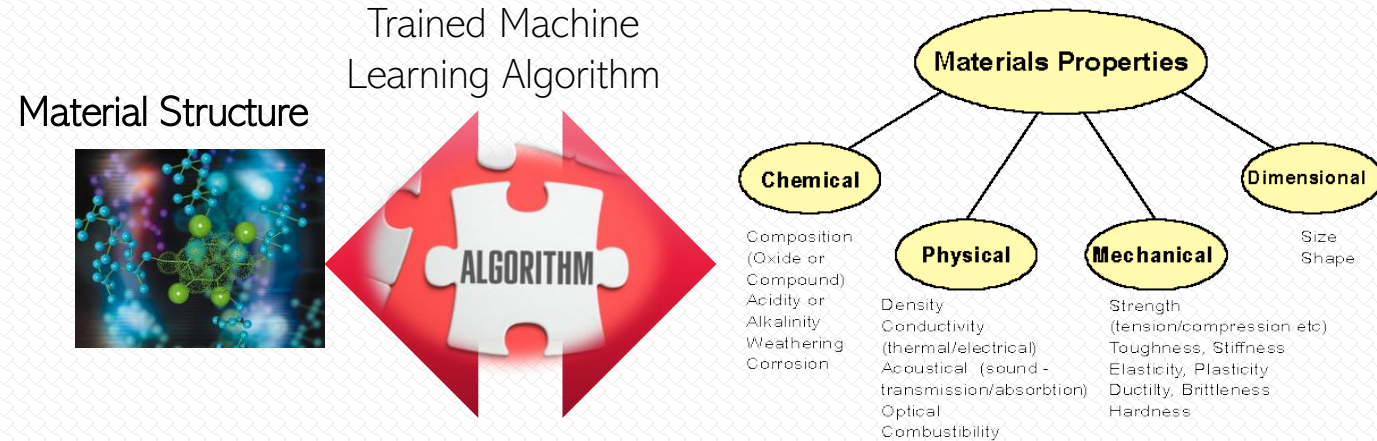 Trained Machine
Learning Algorithm
Material Structure
ALGORITHM
Materials Properties
Chemical
Composition
(Oxide or
Compound)
Acidity or
Alkalinity
Weathering
Corrosion
Physical
Density
Conductivity
(thermal/electrical)
Acoustical (sound -
transmission/absorbtion)
Optical
Combustibility
Mechanical
Strength
(tension/compression etc)
Toughness, Stiffness
Elasticity, Plasticity
Ductilty, Brittleness
Hardness
Dimensional
Size
Shape